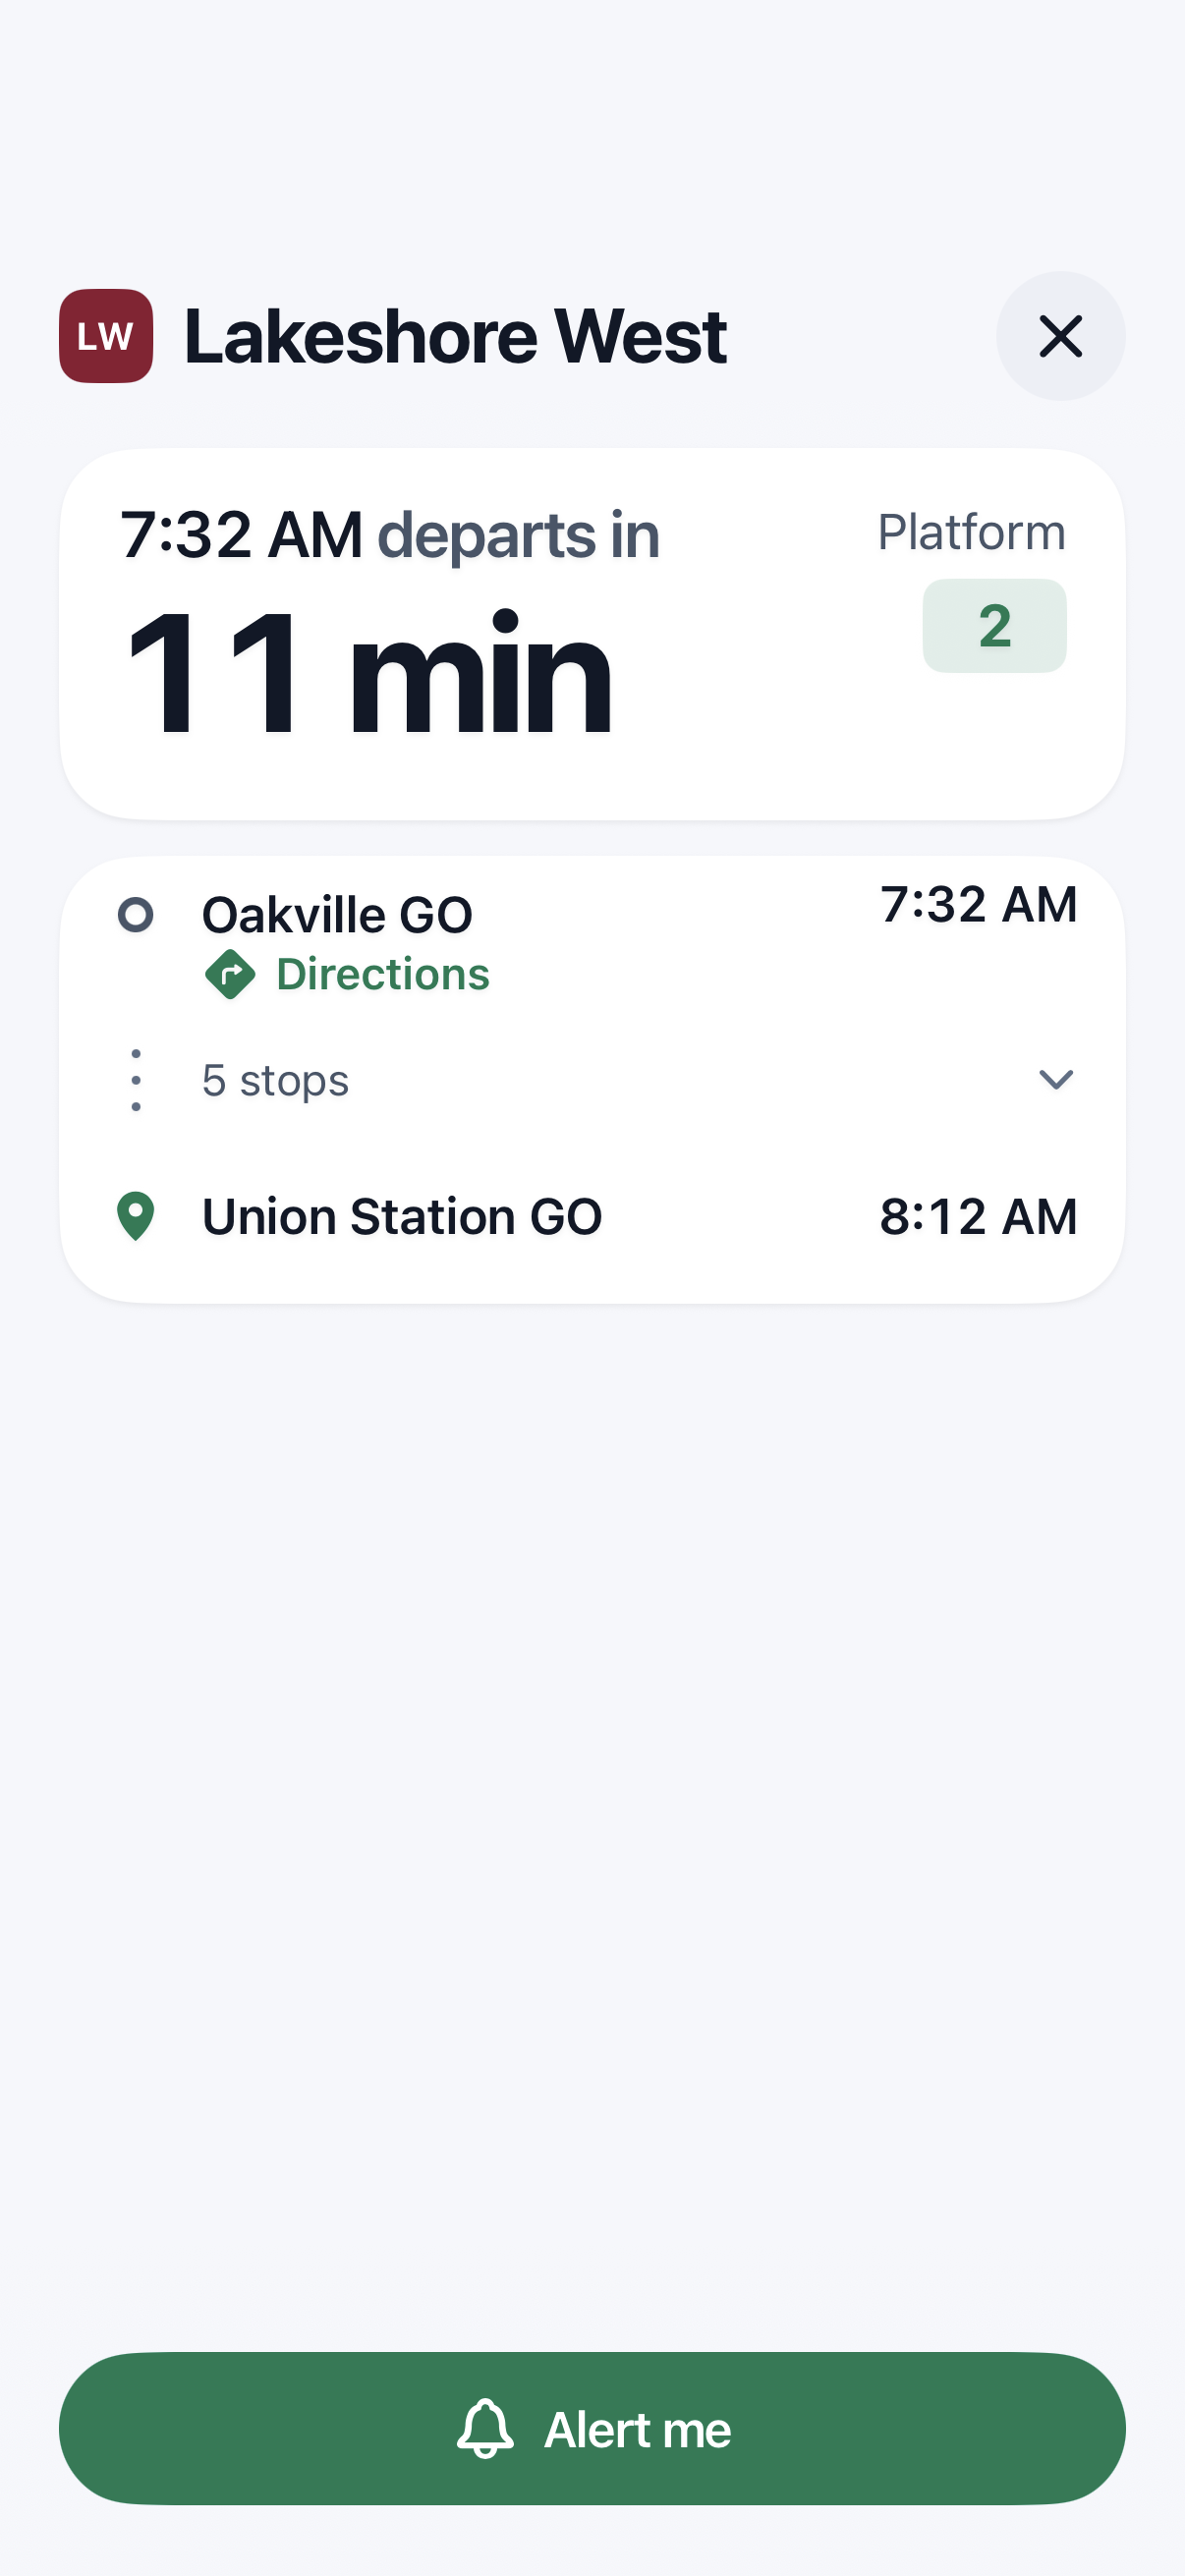 LW Lakeshore West
7:32 AM departs in
Platform
11 min
2
Oakville GO
7:32 AM
Directions
5 stops
Union Station GO
8:12 AM
Alert me